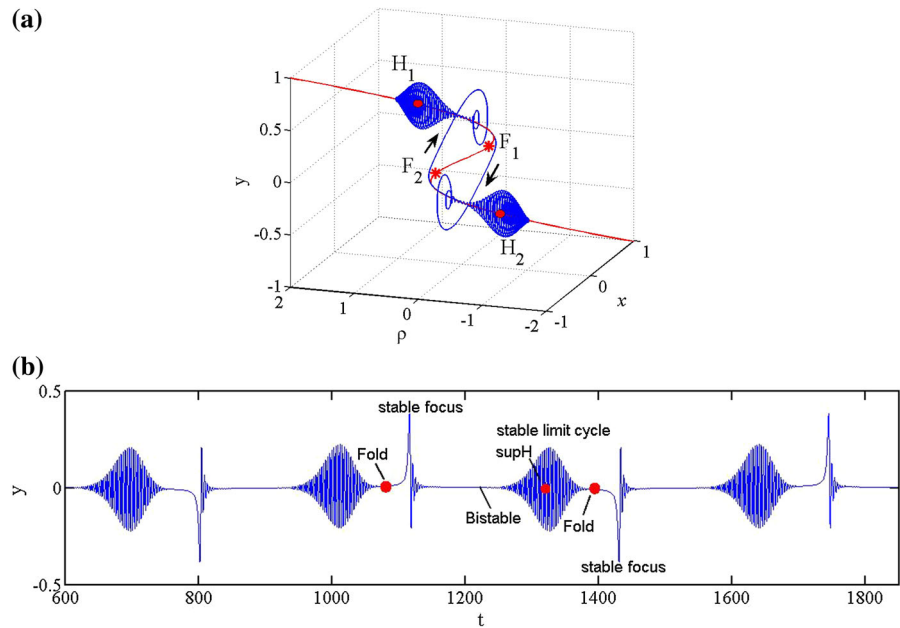 (a)
H1
1
0.5
0
-0.5
-1
y
F1
F2
H2
2
1
0
-1
-2
ρ
-1
0
1
x
(b)
0.5
0
-0.5
y
stable focus
Fold
stable limit cycle
supH
Bistable
Fold
stable focus
600
800
1000
1200
1400
1600
1800
t